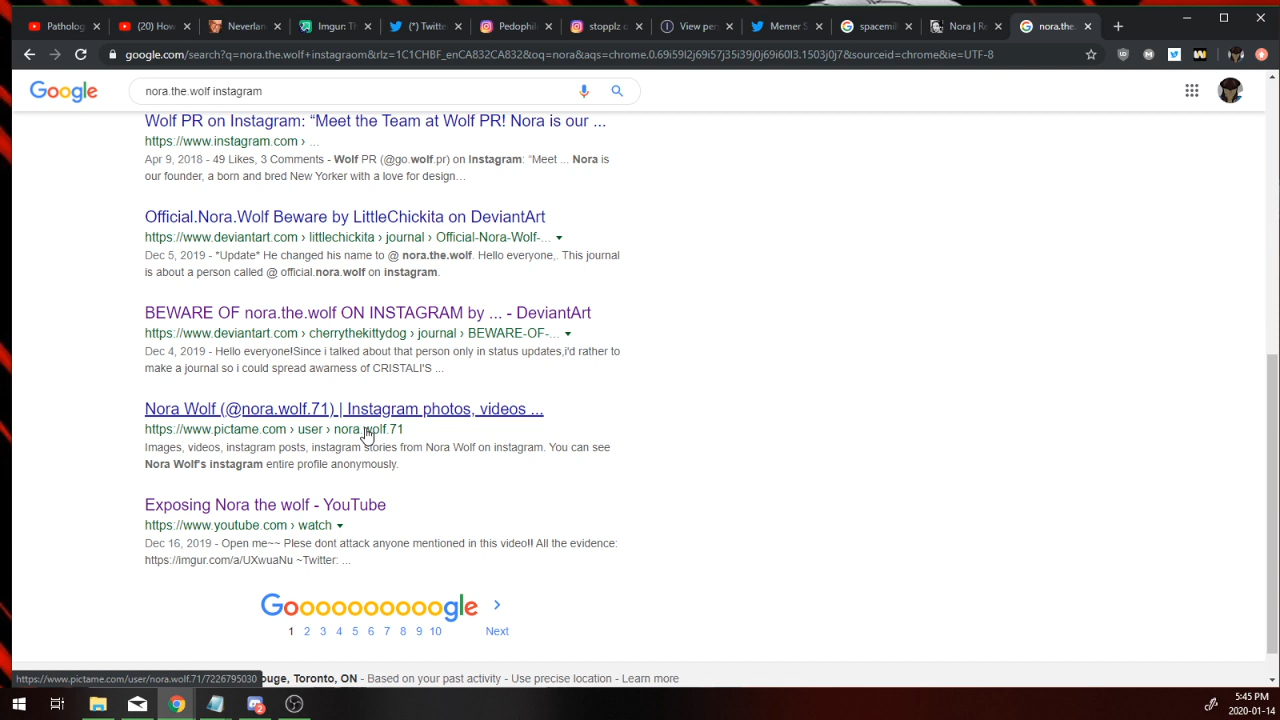 Patholog
(20) How
Neverlan
Imgur: T
(*) Twitte
Pedophil
stopplz o
View per
Memer S
spacemil
Nora | Re
nora.the.
google.com/search?q=nora.the.wolf+instagraom&rlz=1C1CHBF_enCA832CA832&oq=nora&aqs=chrome.0.69i59l2j69i57j35i39j0j69i60l3.1503j0j7&sourceid=chrome&ie=UTF-8
Google
nora.the.wolf instagram
Wolf PR on Instagram: “Meet the Team at Wolf PR! Nora is our ...
https://www.instagram.com › ...
Apr 9, 2018 - 49 Likes, 3 Comments - Wolf PR (@go.wolf.pr) on Instagram: “Meet ... Nora is
our founder, a born and bred New Yorker with a love for design…
Official.Nora.Wolf Beware by LittleChickita on DeviantArt
https://www.deviantart.com › littlechickita › journal › Official-Nora-Wolf-...
Dec 5, 2019 - *Update* He changed his name to @ nora.the.wolf. Hello everyone,. This journal
is about a person called @ official.nora.wolf on instagram.
BEWARE OF nora.the.wolf ON INSTAGRAM by ... - DeviantArt
https://www.deviantart.com › cherrythekittydog › journal › BEWARE-OF-...
Dec 4, 2019 - Hello everyone!Since i talked about that person only in status updates,i'd rather to
make a journal so i could spread awarness of CRISTALI'S ...
Nora Wolf (@nora.wolf.71) | Instagram photos, videos ...
https://www.pictame.com › user › nora.wolf.71
Images, videos, instagram posts, instagram stories from Nora Wolf on instagram. You can see
Nora Wolf's instagram entire profile anonymously.
Exposing Nora the wolf - YouTube
https://www.youtube.com › watch
Dec 16, 2019 - Open me~~ Plese dont attack anyone mentioned in this video!! All the evidence:
https://imgur.com/a/UXwuaNu ~Twitter: ...
Goooooooooogle
1 2 3 4 5 6 7 8 9 10 Next
https://www.pictame.com/user/nora.wolf.71/7226795030
ouge, Toronto, ON - Based on your past activity - Use precise location - Learn more
5:45 PM
2020-01-14